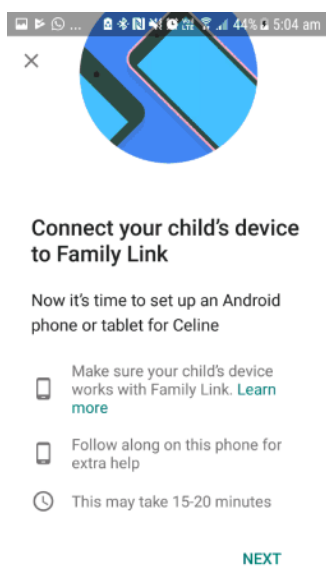 44% 5:04 am
Connect your child's device
to Family Link
Now it's time to set up an Android
phone or tablet for Celine
Make sure your child's device
works with Family Link. Learn
more
Follow along on this phone for
extra help
This may take 15-20 minutes
NEXT